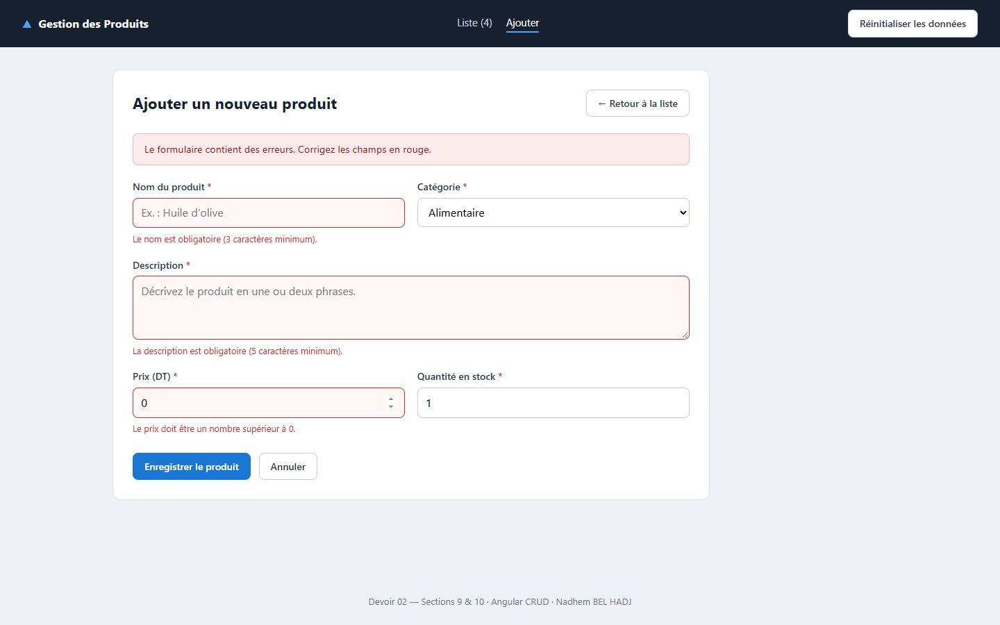 Gestion des Produits
Liste (4)
Ajouter
Réinitialiser les données
Ajouter un nouveau produit
← Retour à la liste
Le formulaire contient des erreurs. Corrigez les champs en rouge.
Nom du produit *
Catégorie *
Ex. : Huile d'olive
Alimentaire
Le nom est obligatoire (3 caractères minimum).
Description *
Décrivez le produit en une ou deux phrases.
La description est obligatoire (5 caractères minimum).
Prix (DT) *
Quantité en stock *
0
1
Le prix doit être un nombre supérieur à 0.
Enregistrer le produit
Annuler
Devoir 02 — Sections 9 & 10 · Angular CRUD · Nadhem BEL HADJ